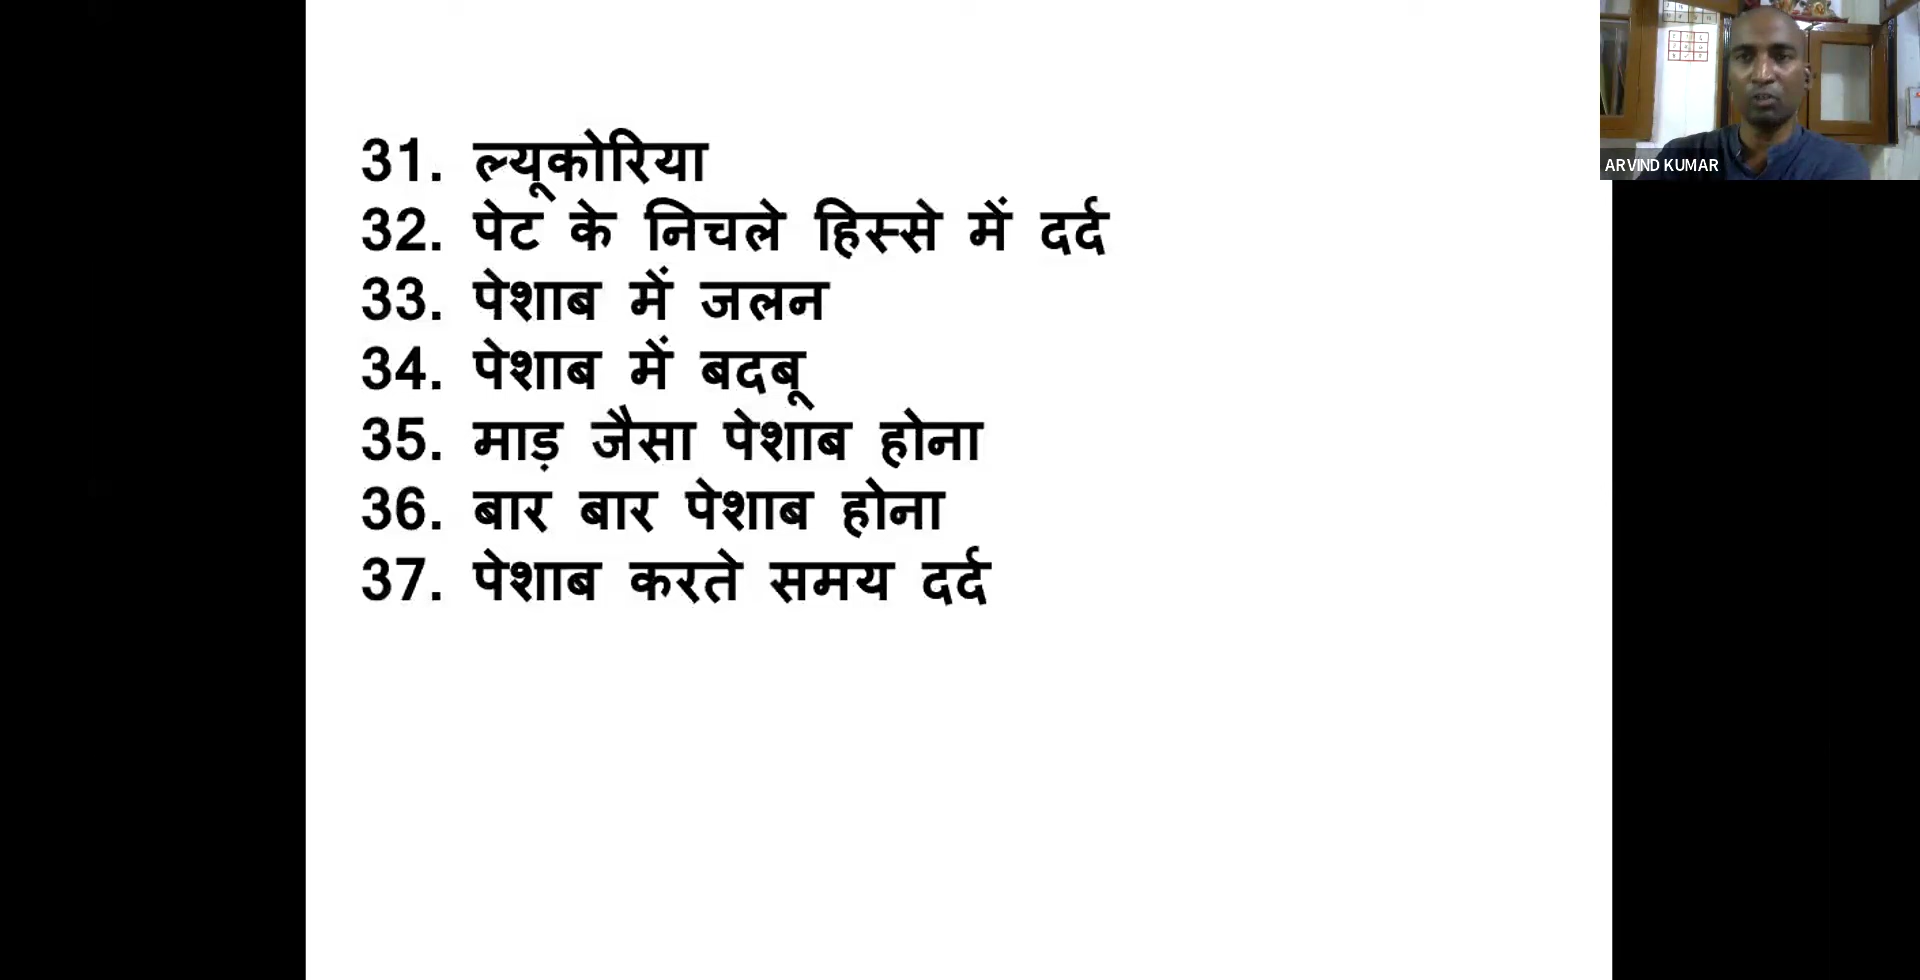 31. ल्यूकोरिया
32. पेट के निचले हिस्से में दर्द
33. पेशाब में जलन
34. पेशाब में बदबू
35. माड़ जैसा पेशाब होना
36. बार बार पेशाब होना
37. पेशाब करते समय दर्द
ARVIND KUMAR